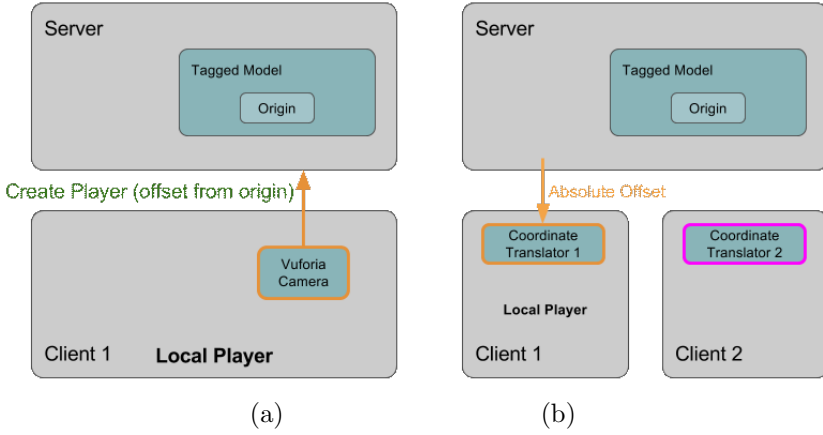 Server
Tagged Model
Origin
Create Player (offset from origin)
Vuforia
Camera
Client 1
Local Player
(a)
Server
Tagged Model
Origin
Absolute Offset
Coordinate
Translator 1
Local Player
Client 1
Coordinate
Translator 2
Client 2
(b)